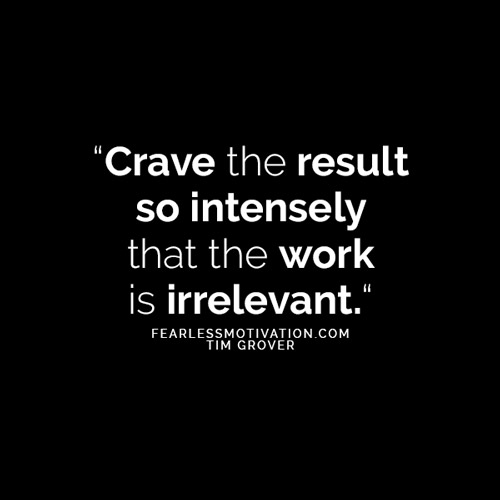 “Crave the result
so intensely
that the work
is irrelevant.“
FEARLESSMOTIVATION.COM
TIM GROVER